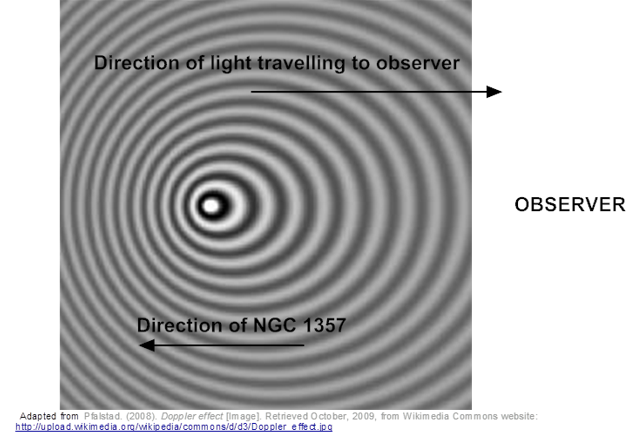 Direction of light travelling to observer
OBSERVER
Direction of NGC 1357
Adapted from Pfalstad. (2008). Doppler effect [Image]. Retrieved October, 2009, from Wikimedia Commons website:
http://upload.wikimedia.org/wikipedia/commons/d/d3/Doppler_effect.jpg